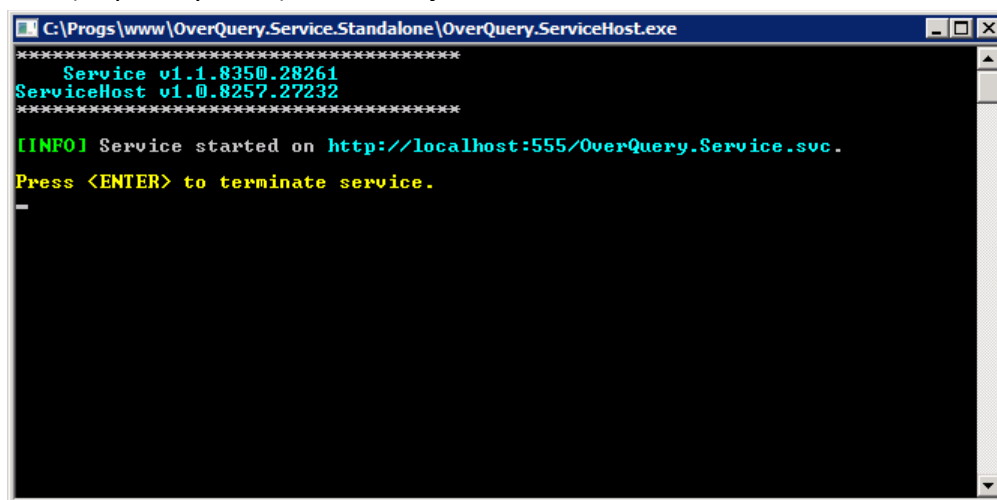 C:\Progs\www\OverQuery.Service.Standalone\OverQuery.ServiceHost.exe
*************************************
Service v1.1.8350.28261
ServiceHost v1.0.8257.27232
*************************************
[INFO] Service started on http://localhost:555/OverQuery.Service.svc.
Press <ENTER> to terminate service.